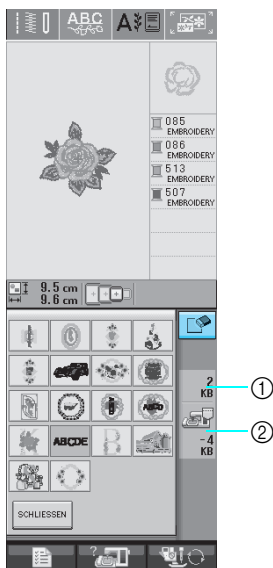 ABC
A
085
EMBROIDERY
086
EMBROIDERY
513
EMBROIDERY
507
EMBROIDERY
9.5 cm
9.6 cm
2
KB
①
②
-4
KB
ABCDE
B
SCHLIESSEN
?